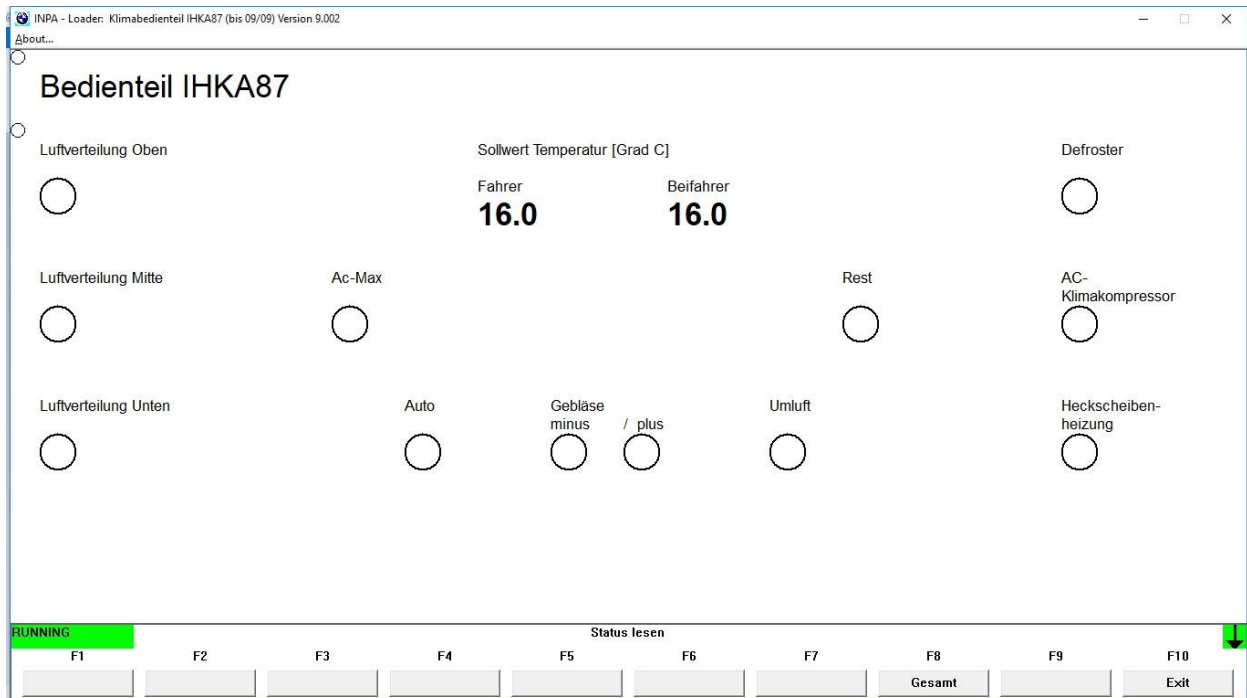 INPA - Loader: Klimabedienteil IHKA87 (bis 09/09) Version 9.002
About...
Bedienteil IHKA87
Luftverteilung Oben
Sollwert Temperatur [Grad C]
Defroster
Fahrer
Beifahrer
16.0
16.0
Luftverteilung Mitte
Ac-Max
Rest
AC-
Klimakompressor
Luftverteilung Unten
Auto
Gebläse
minus / plus
Umluft
Heckscheiben-
heizung
RUNNING
Status lesen
F1 F2 F3 F4 F5 F6 F7 F8 F9 F10
Gesamt Exit